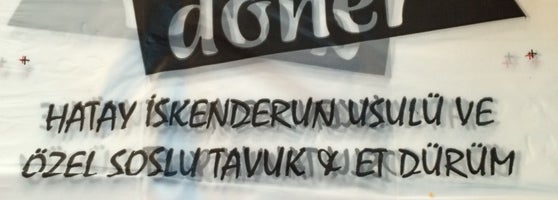 döner
HATAY İSKENDERUN USULÜ VE
ÖZEL SOSLU TAVUK & ET DÜRÜM